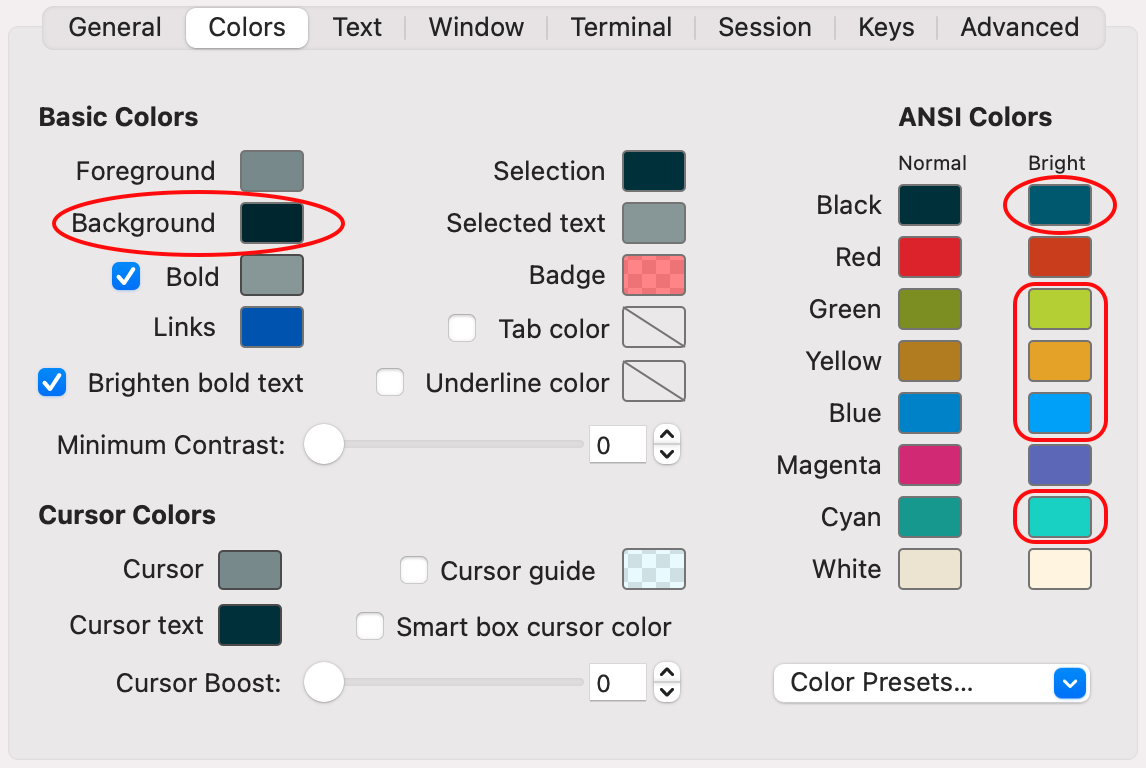 General Colors Text Window Terminal Session Keys Advanced
Basic Colors
Foreground
Background
Bold
Links
Brighten bold text
Minimum Contrast: 0
Selection
Selected text
Badge
Tab color
Underline color
Cursor Colors
Cursor
Cursor text
Cursor Boost: 0
Cursor guide
Smart box cursor color
ANSI Colors
Normal Bright
Black
Red
Green
Yellow
Blue
Magenta
Cyan
White
Color Presets...